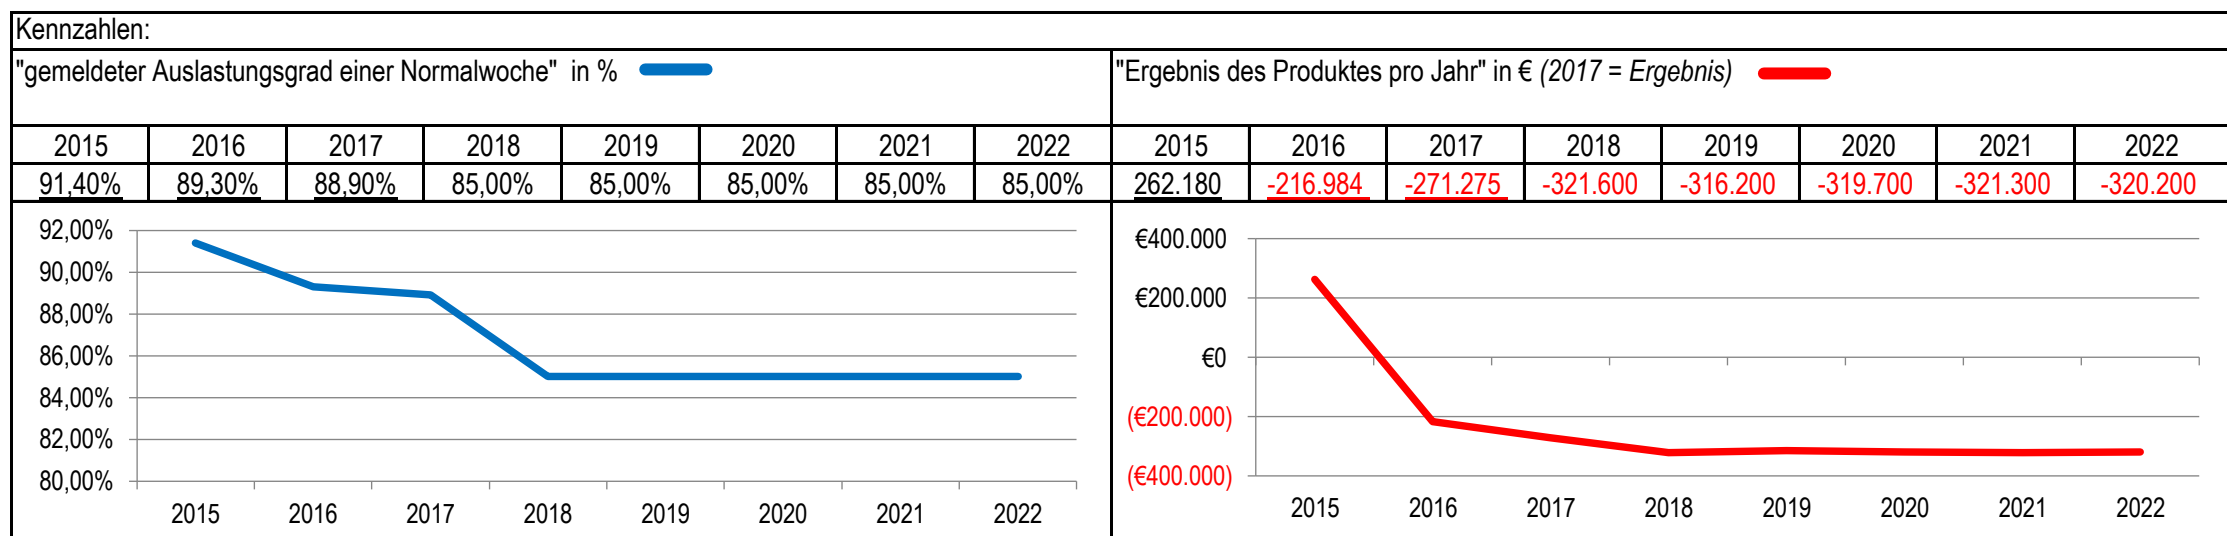 Kennzahlen:
"gemeldeter Auslastungsgrad einer Normalwoche" in %
"Ergebnis des Produktes pro Jahr" in € (2017 = Ergebnis)
2015 2016 2017 2018 2019 2020 2021 2022 2015 2016 2017 2018 2019 2020 2021 2022
91,40% 89,30% 88,90% 85,00% 85,00% 85,00% 85,00% 85,00% 262.180 -216.984 -271.275 -321.600 -316.200 -319.700 -321.300 -320.200
92,00%
90,00%
88,00%
86,00%
84,00%
82,00%
80,00%
2015 2016 2017 2018 2019 2020 2021 2022
€400.000
€200.000
€0
(€200.000)
(€400.000)
2015 2016 2017 2018 2019 2020 2021 2022